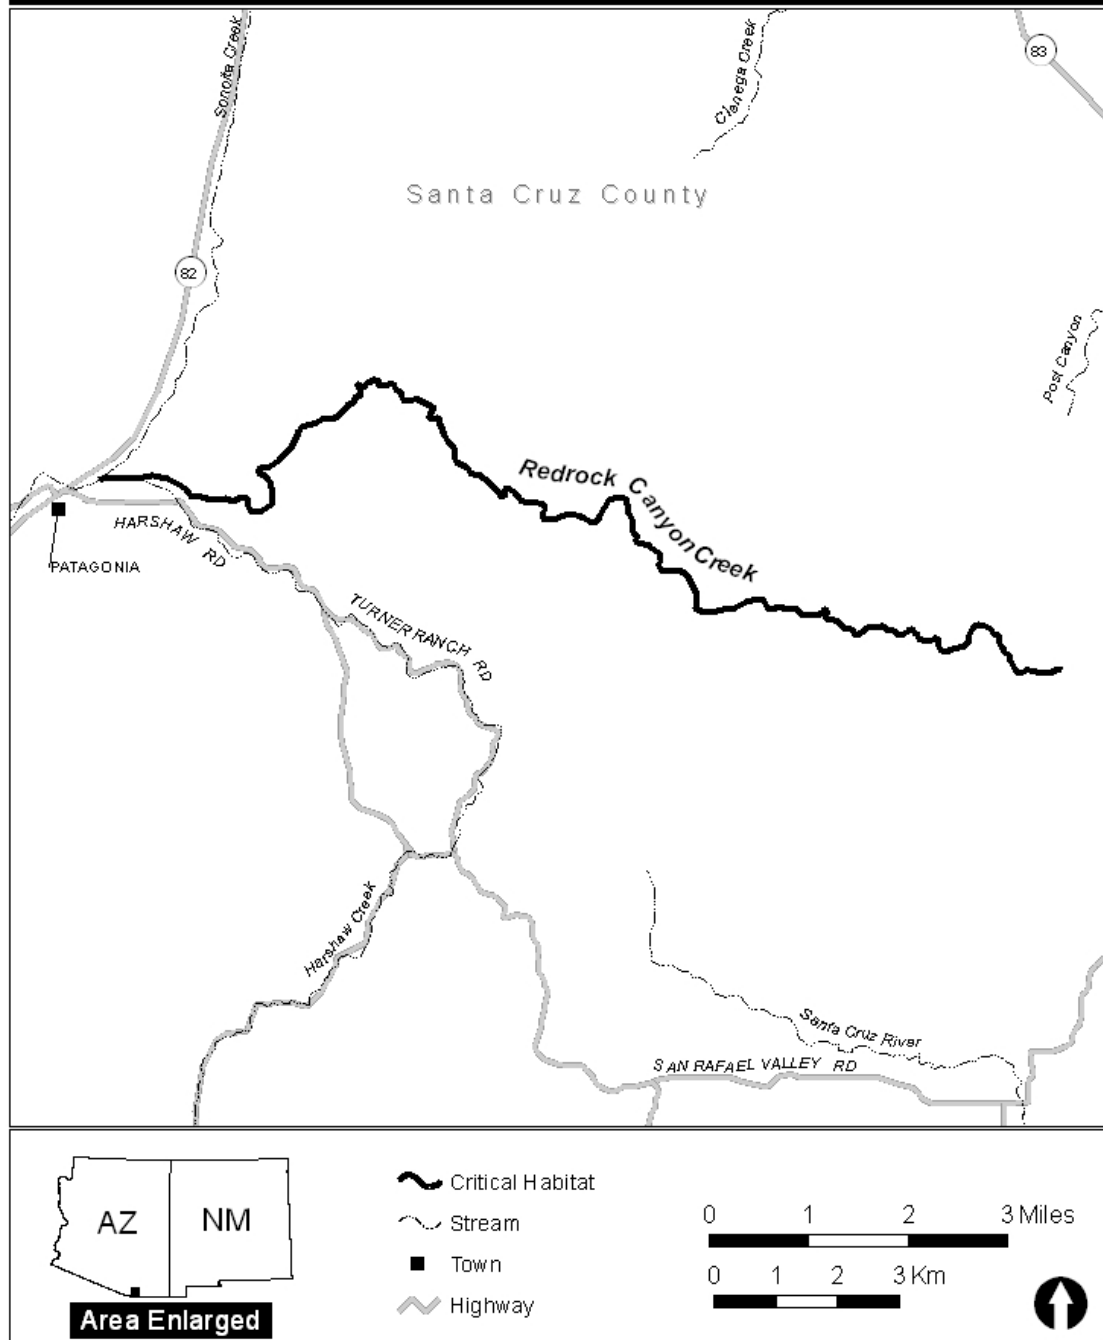 Sonoita Creek
Cienega Creek
83
Santa Cruz County
82
Post Canyon
Redrock Canyon Creek
HARSHAW RD
PATAGONIA
TURNER RANCH RD
Harshaw Creek
Santa Cruz River
SAN RAFAEL VALLEY RD
AZ
NM
Area Enlarged
Critical Habitat
Stream
Town
Highway
0 1 2 3 Miles
0 1 2 3 Km